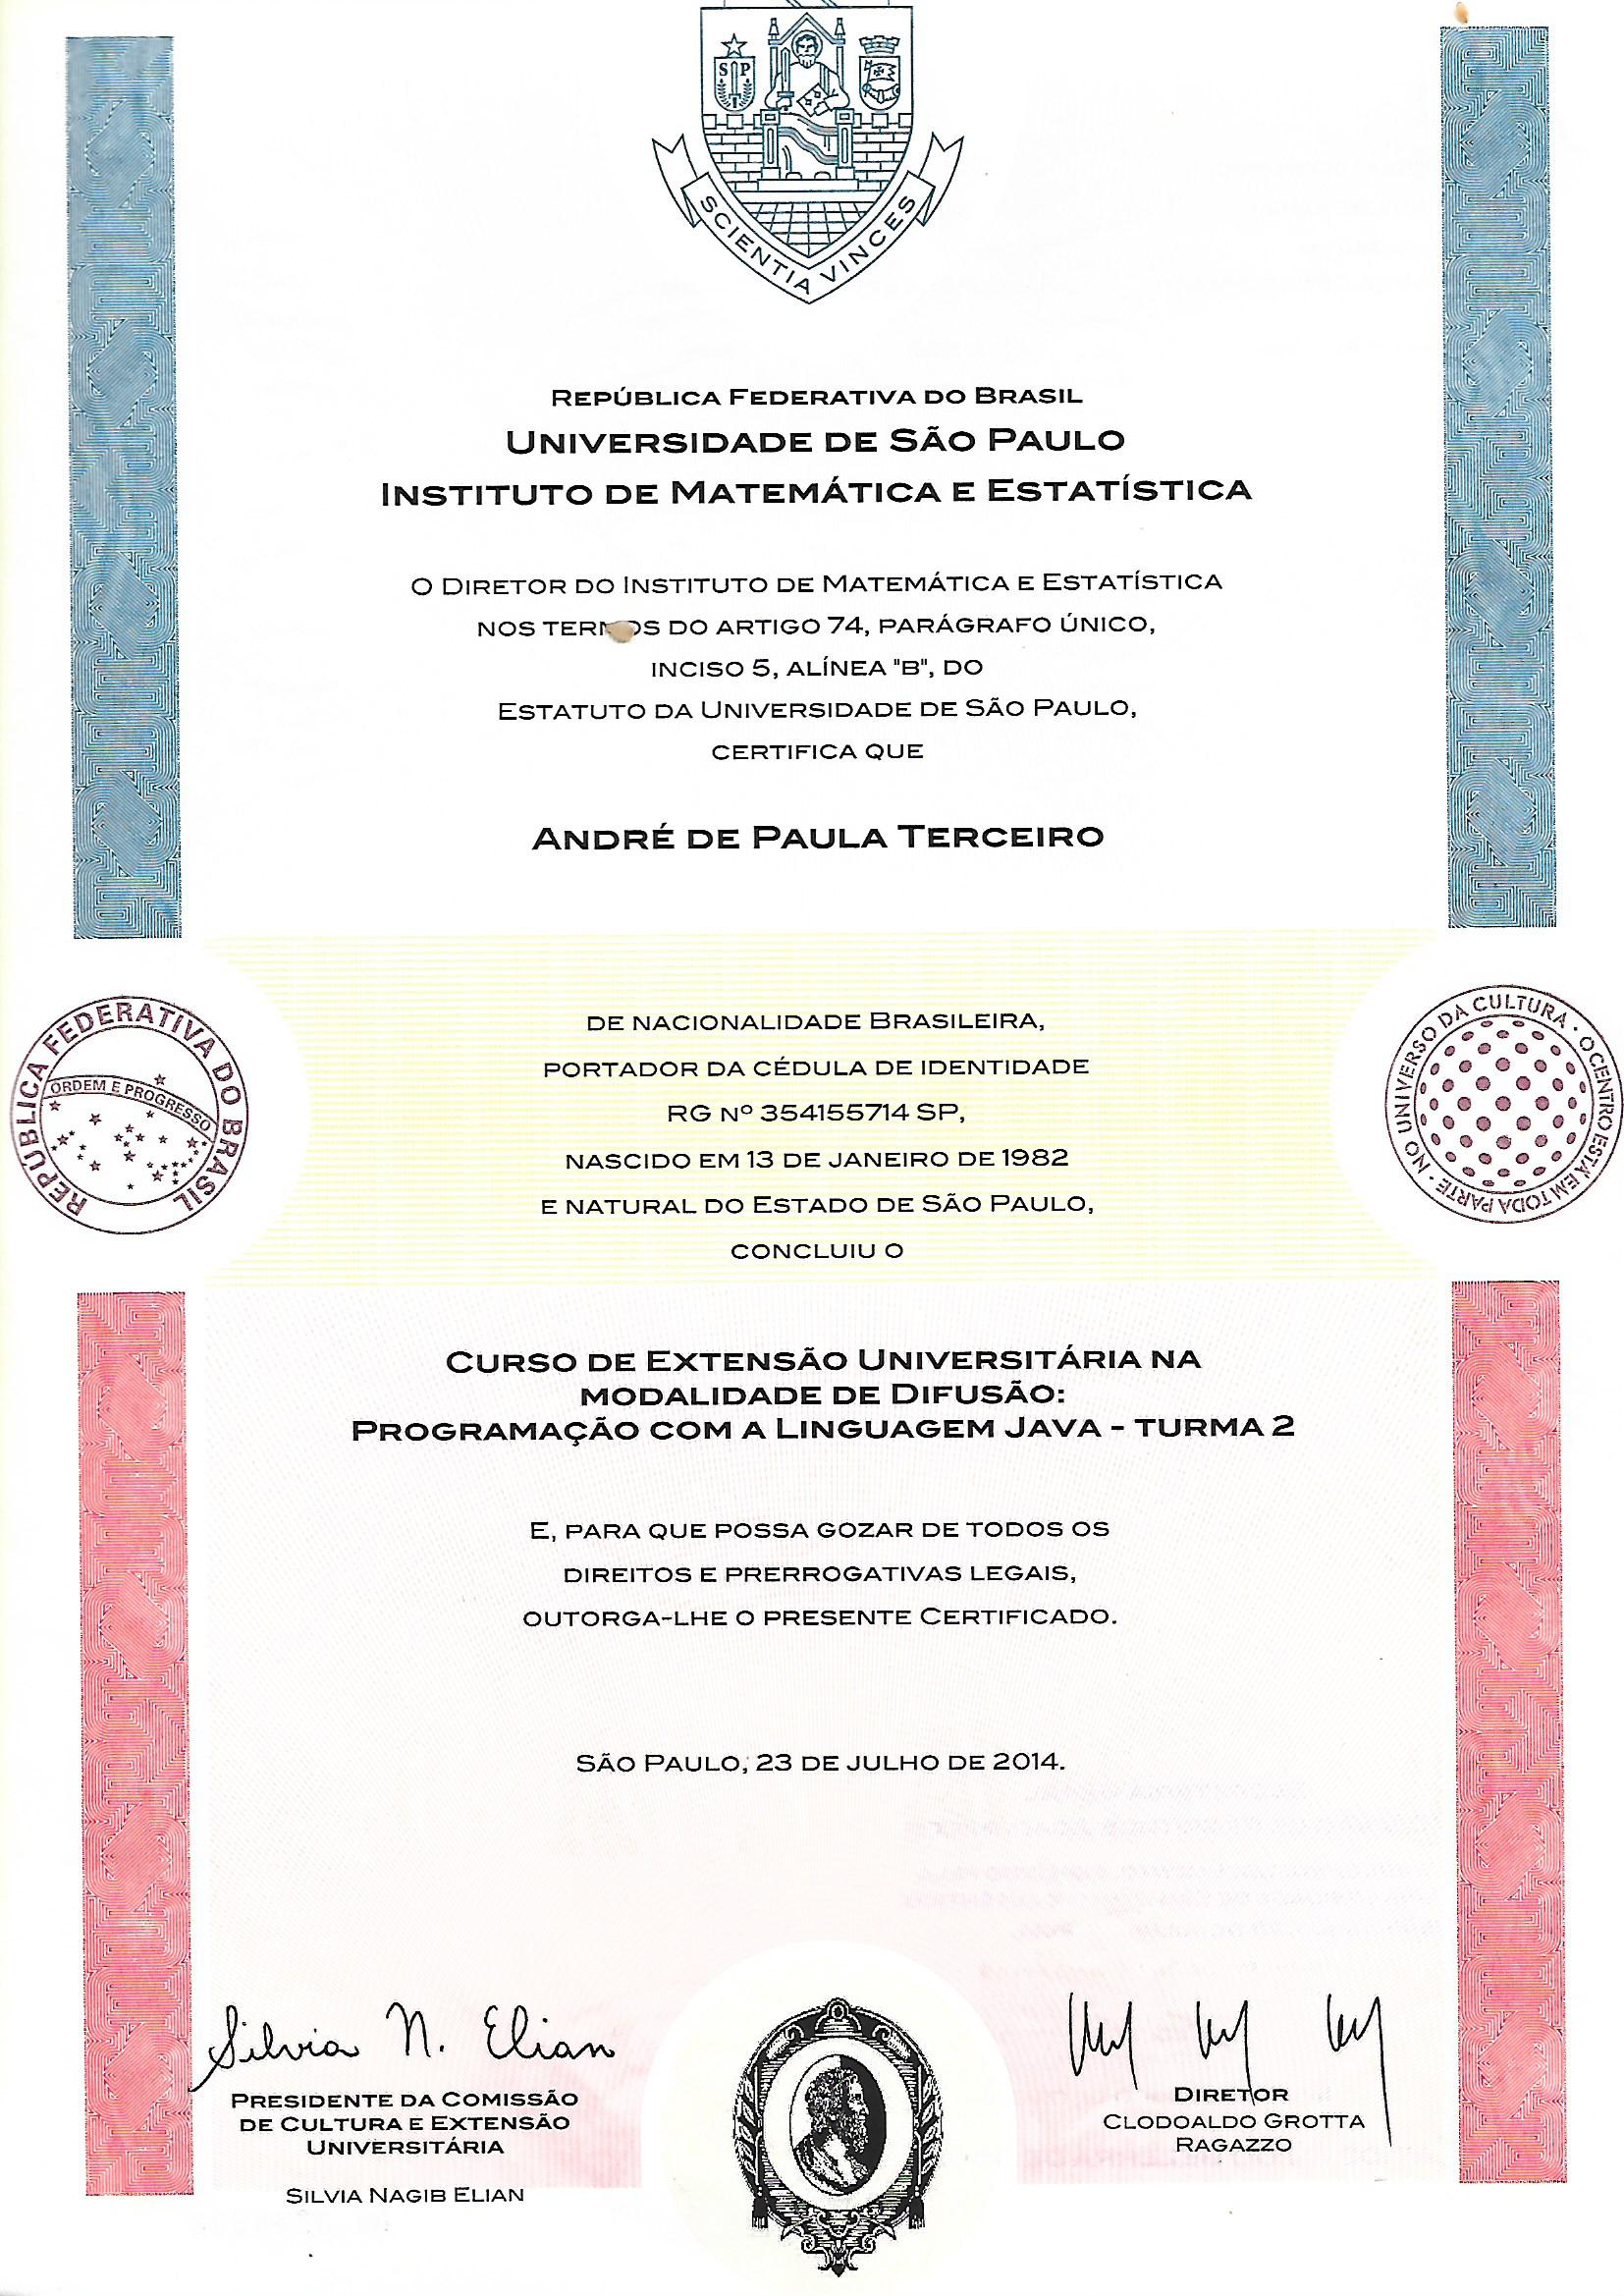 S P
SCIENTIA VINCES
REPÚBLICA FEDERATIVA DO BRASIL
UNIVERSIDADE DE SÃO PAULO
INSTITUTO DE MATEMÁTICA E ESTATÍSTICA
O DIRETOR DO INSTITUTO DE MATEMÁTICA E ESTATÍSTICA
NOS TERMOS DO ARTIGO 74, PARÁGRAFO ÚNICO,
INCISO 5, ALÍNEA "B", DO
ESTATUTO DA UNIVERSIDADE DE SÃO PAULO,
CERTIFICA QUE
ANDRÉ DE PAULA TERCEIRO
REPÚBLICA FEDERATIVA DO BRASIL
ORDEM E PROGRESSO
DE NACIONALIDADE BRASILEIRA,
PORTADOR DA CÉDULA DE IDENTIDADE
RG Nº 354155714 SP,
NASCIDO EM 13 DE JANEIRO DE 1982
E NATURAL DO ESTADO DE SÃO PAULO,
CONCLUIU O
NO UNIVERSO DA CULTURA · O CENTRO ESTÁ EM TODA PARTE ·
CURSO DE EXTENSÃO UNIVERSITÁRIA NA
MODALIDADE DE DIFUSÃO:
PROGRAMAÇÃO COM A LINGUAGEM JAVA - TURMA 2
E, PARA QUE POSSA GOZAR DE TODOS OS
DIREITOS E PRERROGATIVAS LEGAIS,
OUTORGA-LHE O PRESENTE CERTIFICADO.
SÃO PAULO, 23 DE JULHO DE 2014.
Silvia N. Elian
PRESIDENTE DA COMISSÃO
DE CULTURA E EXTENSÃO
UNIVERSITÁRIA
SILVIA NAGIB ELIAN
DIRETOR
CLODOALDO GROTTA
RAGAZZO